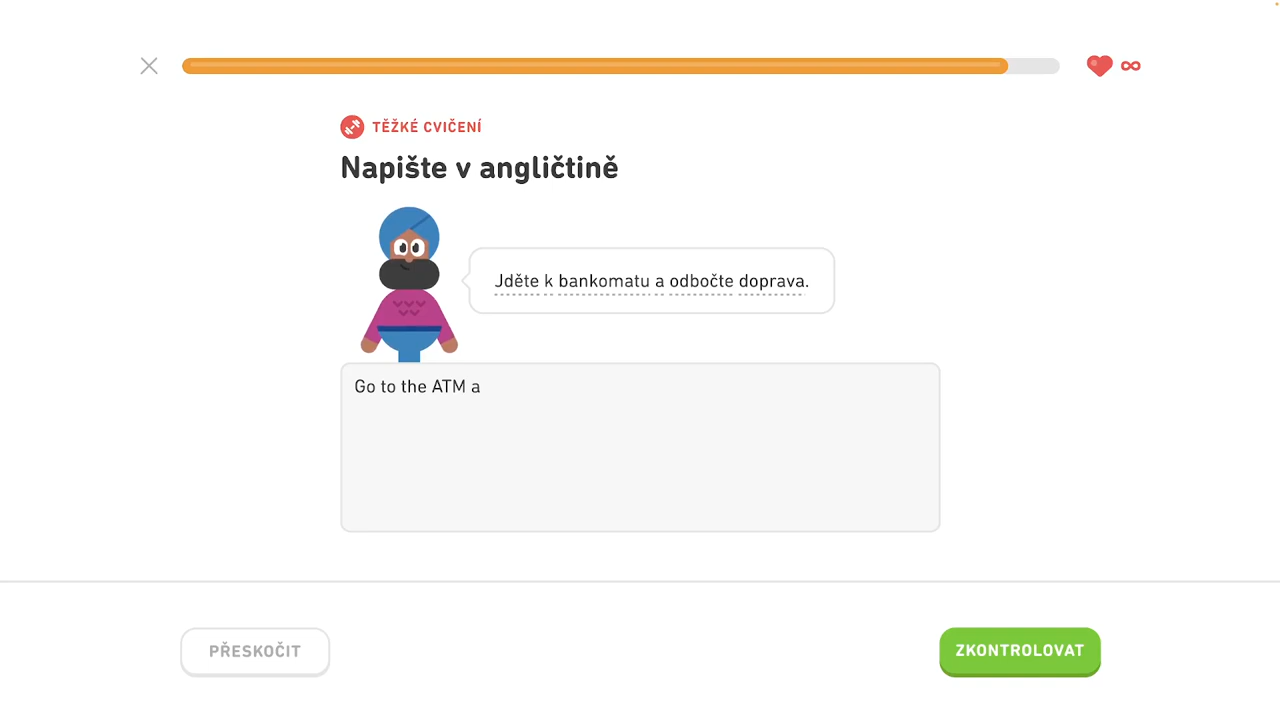 TĚŽKÉ CVIČENÍ
Napište v angličtině
Jděte k bankomatu a odbočte doprava.
Go to the ATM a
PŘESKOČIT
ZKONTROLOVAT